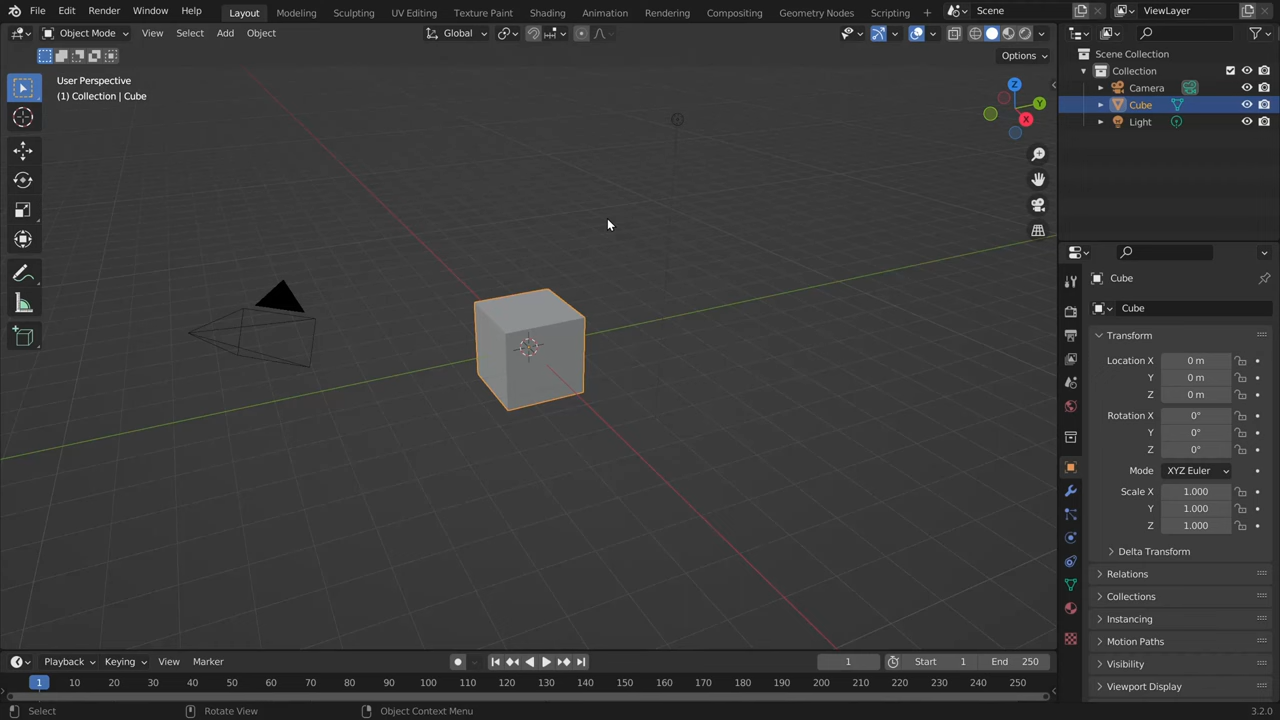 File Edit Render Window Help Layout Modeling Sculpting UV Editing Texture Paint Shading Animation Rendering Compositing Geometry Nodes Scripting + Scene ViewLayer
Object Mode View Select Add Object Global
Options
User Perspective
(1) Collection | Cube
Z
Y
X
Scene Collection
Collection
Camera
Cube
Light
Cube
Cube
Transform
Location X 0 m
Y 0 m
Z 0 m
Rotation X 0°
Y 0°
Z 0°
Mode XYZ Euler
Scale X 1.000
Y 1.000
Z 1.000
Delta Transform
Relations
Collections
Instancing
Motion Paths
Visibility
Viewport Display
Playback Keying View Marker 1 Start 1 End 250
1 10 20 30 40 50 60 70 80 90 100 110 120 130 140 150 160 170 180 190 200 210 220 230 240 250
Select Rotate View Object Context Menu 3.2.0